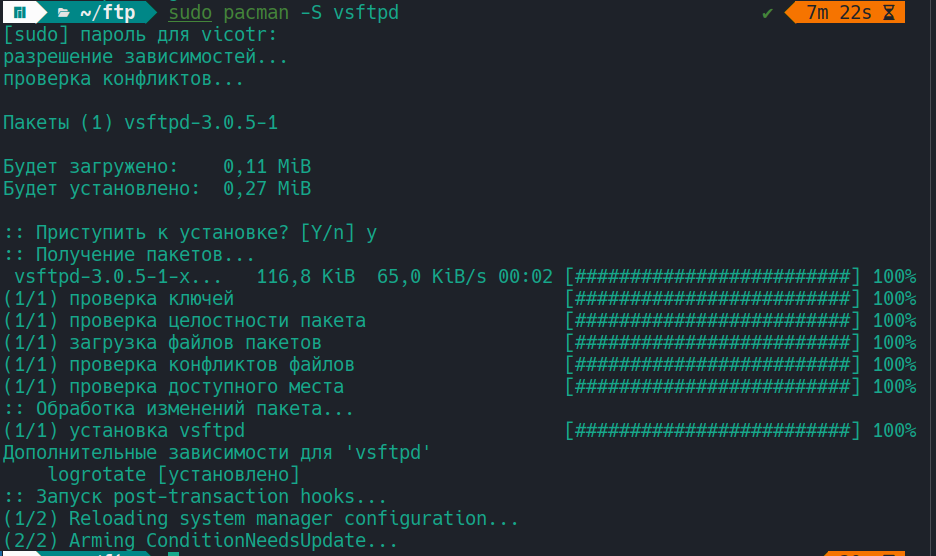 ~/ftp sudo pacman -S vsftpd ✔ 7m 22s
[sudo] пароль для vicotr:
разрешение зависимостей...
проверка конфликтов...
Пакеты (1) vsftpd-3.0.5-1
Будет загружено: 0,11 MiB
Будет установлено: 0,27 MiB
:: Приступить к установке? [Y/n] y
:: Получение пакетов...
vsftpd-3.0.5-1-x... 116,8 KiB 65,0 KiB/s 00:02 [#########################] 100%
(1/1) проверка ключей [#########################] 100%
(1/1) проверка целостности пакета [#########################] 100%
(1/1) загрузка файлов пакетов [#########################] 100%
(1/1) проверка конфликтов файлов [#########################] 100%
(1/1) проверка доступного места [#########################] 100%
:: Обработка изменений пакета...
(1/1) установка vsftpd [#########################] 100%
Дополнительные зависимости для 'vsftpd'
logrotate [установлено]
:: Запуск post-transaction hooks...
(1/2) Reloading system manager configuration...
(2/2) Arming ConditionNeedsUpdate...